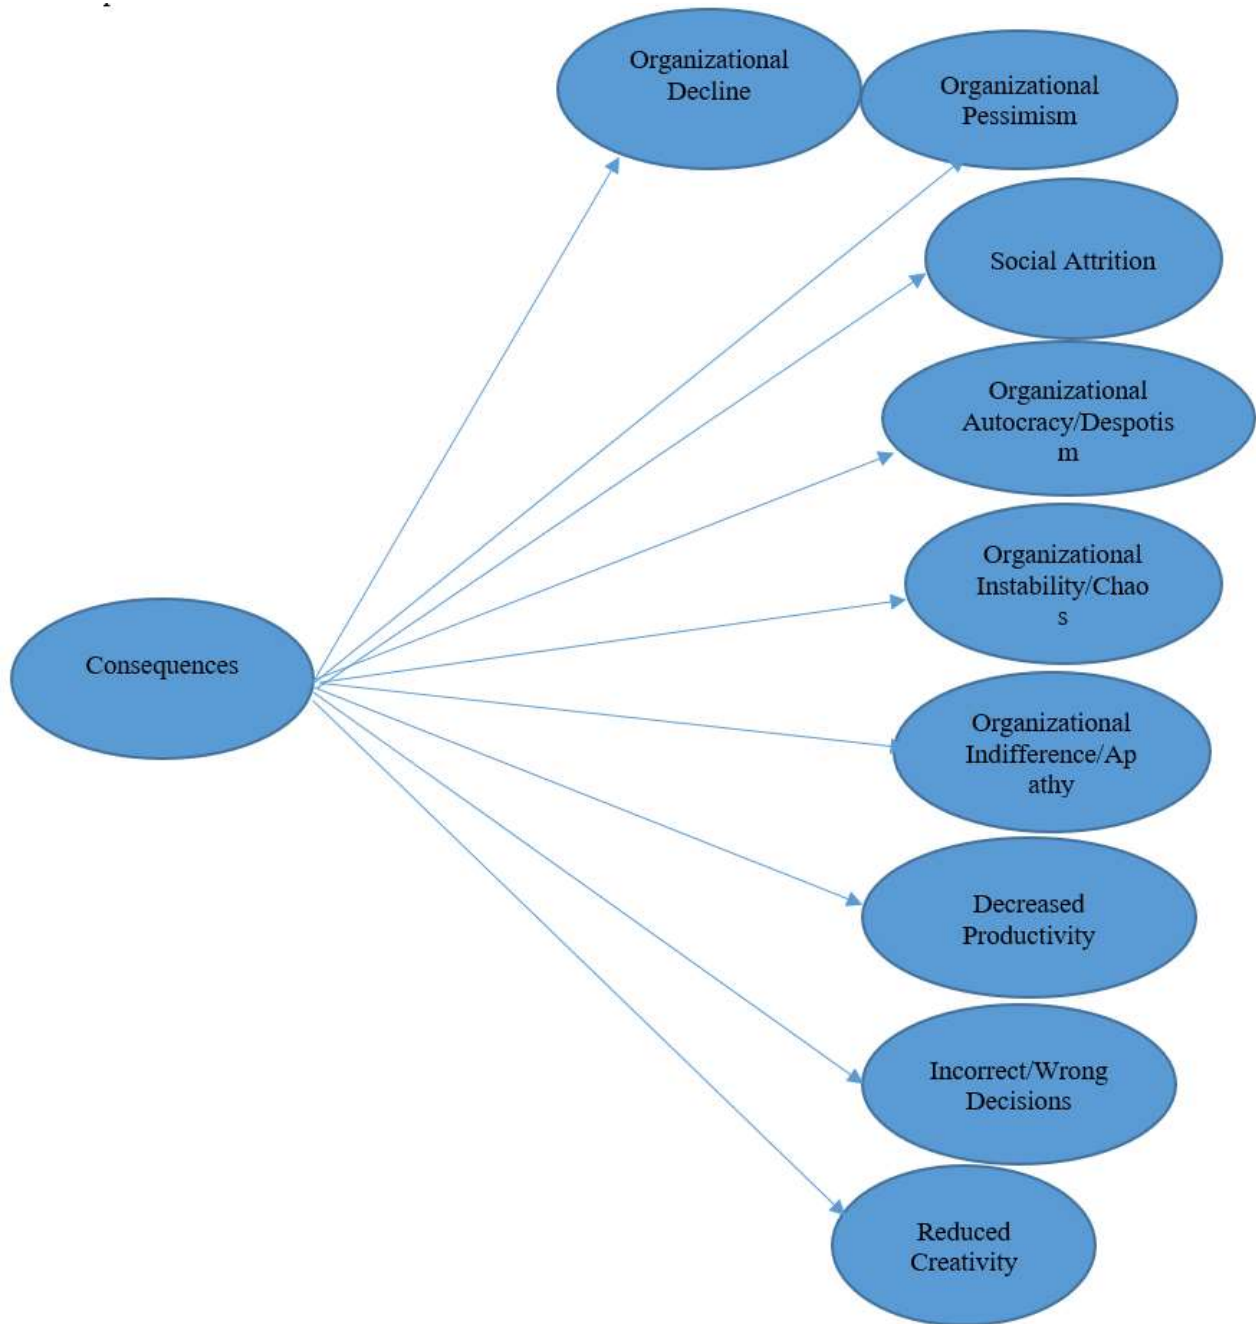 Organizational
Decline
Organizational
Pessimism
Social Attrition
Organizational
Autocracy/Despotis
m
Organizational
Instability/Chao
s
Consequences
Organizational
Indifference/Ap
athy
Decreased
Productivity
Incorrect/Wrong
Decisions
Reduced
Creativity